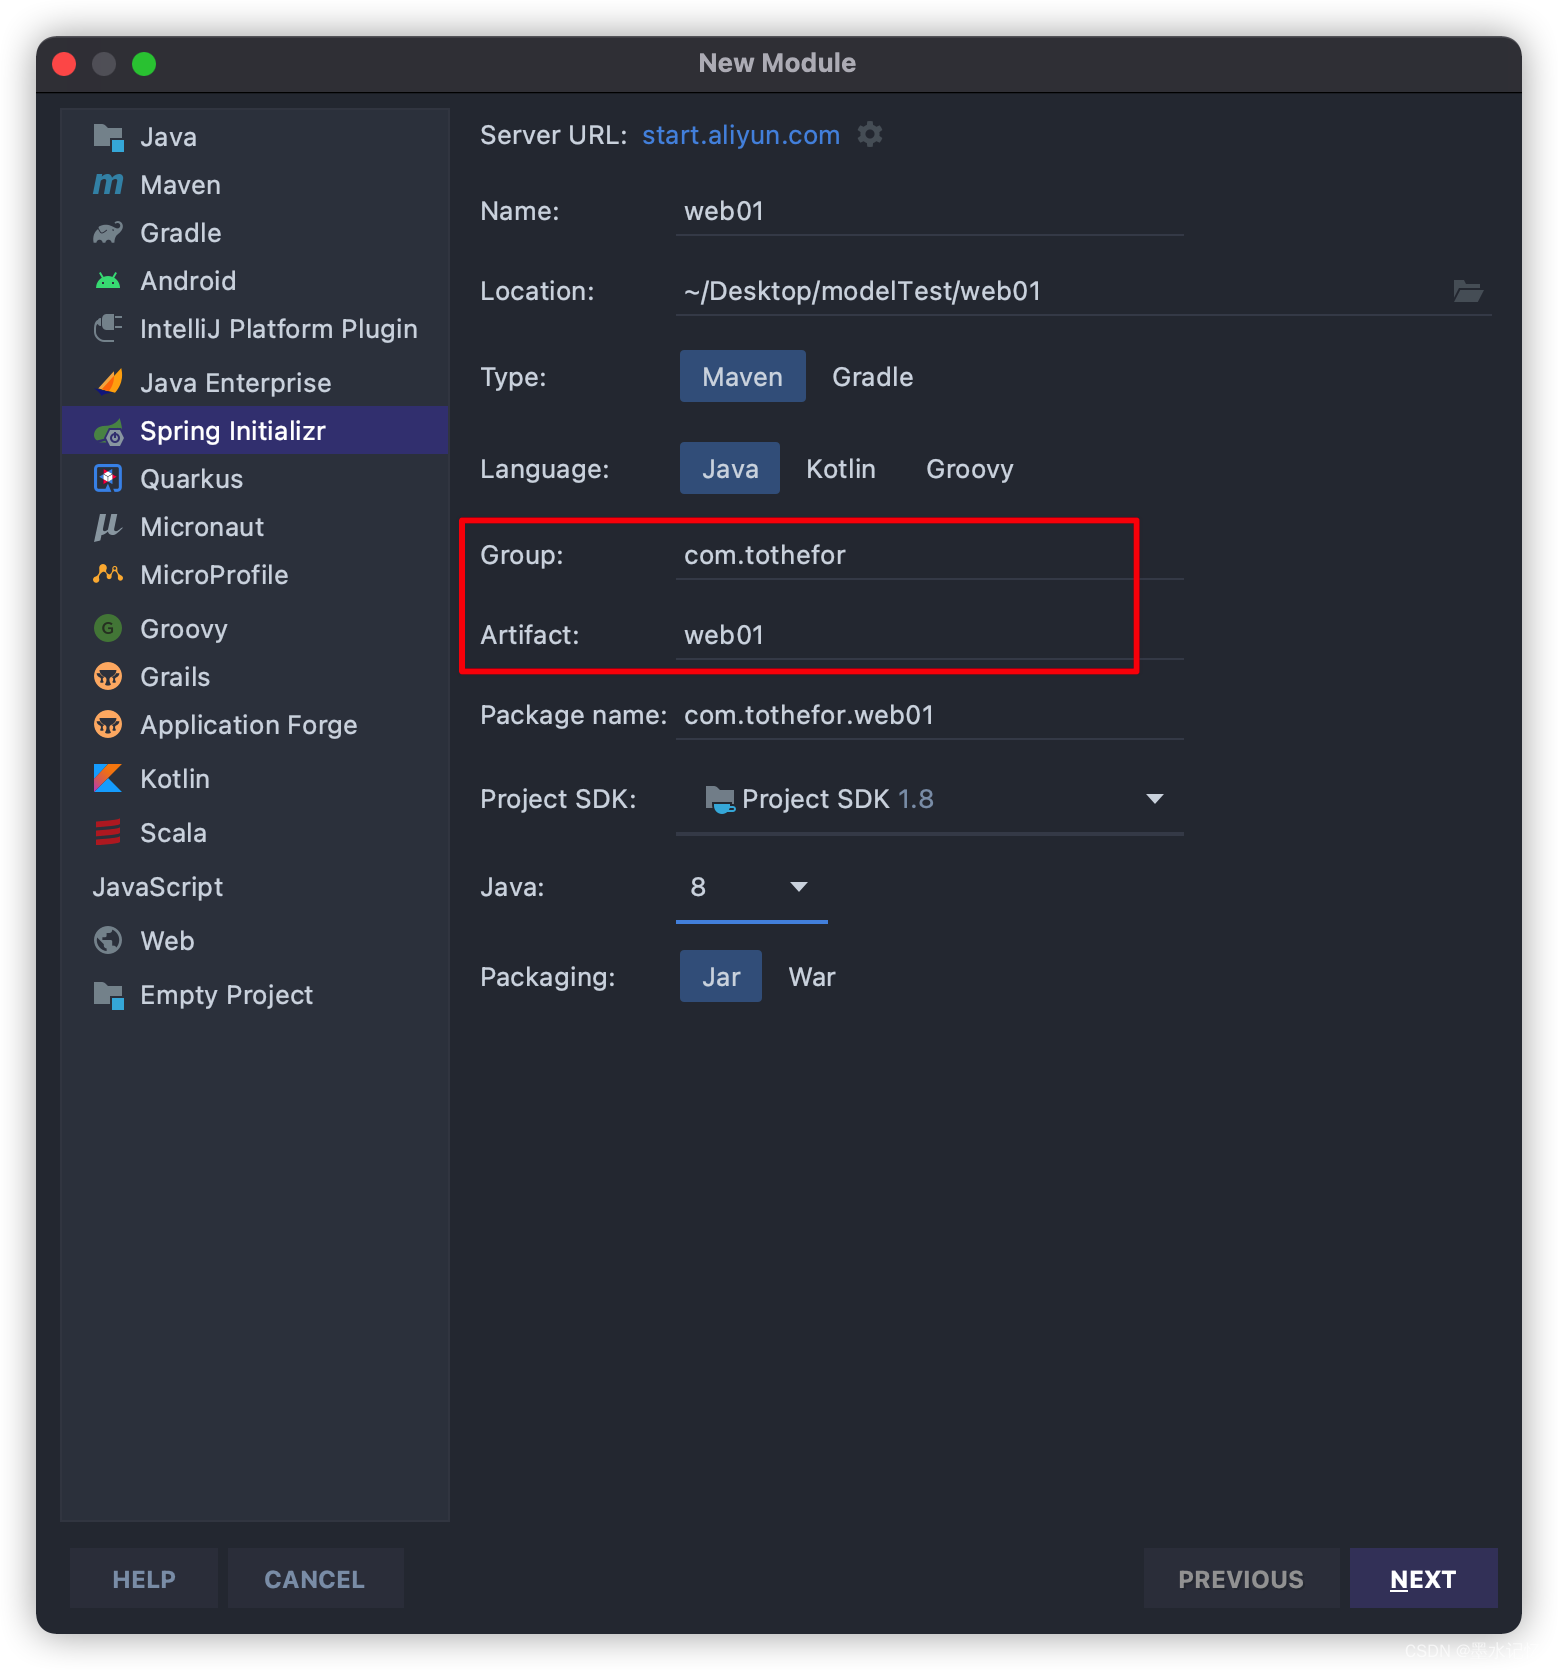 New Module
Java
Maven
Gradle
Android
IntelliJ Platform Plugin
Java Enterprise
Spring Initializr
Quarkus
Micronaut
MicroProfile
Groovy
Grails
Application Forge
Kotlin
Scala
JavaScript
Web
Empty Project
Server URL: start.aliyun.com
Name: web01
Location: ~/Desktop/modelTest/web01
Type: Maven Gradle
Language: Java Kotlin Groovy
Group: com.tothefor
Artifact: web01
Package name: com.tothefor.web01
Project SDK: Project SDK 1.8
Java: 8
Packaging: Jar War
HELP CANCEL PREVIOUS NEXT
CSDN